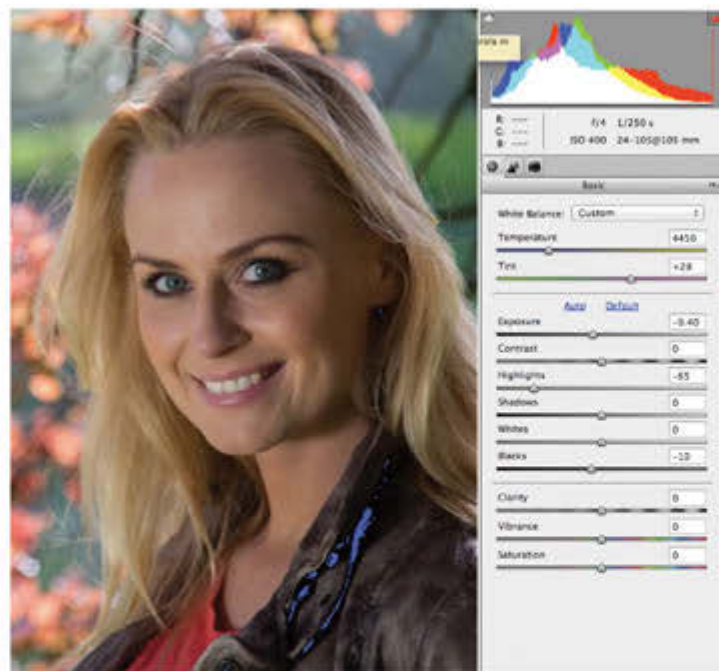 R: ---
G: ---
B: ---
f/4 1/250 s
ISO 400 24-105@105 mm
Basic
White Balance: Custom
Temperature 4450
Tint +28
Auto Default
Exposure -0.40
Contrast 0
Highlights -65
Shadows 0
Whites 0
Blacks -10
Clarity 0
Vibrance 0
Saturation 0